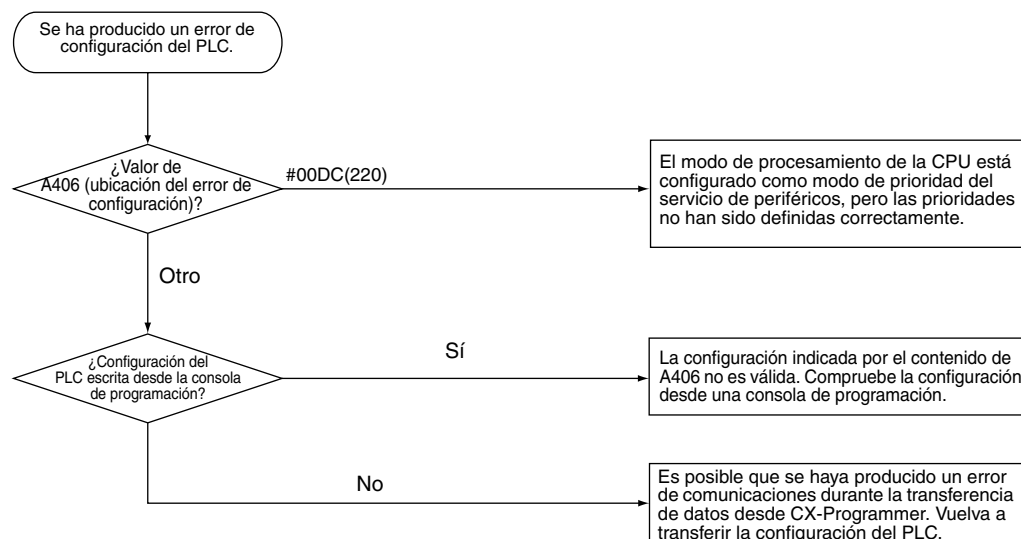 Se ha producido un error de
configuración del PLC.
¿Valor de
A406 (ubicación del error de
configuración)?
#00DC(220)
El modo de procesamiento de la CPU está
configurado como modo de prioridad del
servicio de periféricos, pero las prioridades
no han sido definidas correctamente.
Otro
¿Configuración del
PLC escrita desde la consola
de programación?
Sí
La configuración indicada por el contenido de
A406 no es válida. Compruebe la configuración
desde una consola de programación.
No
Es posible que se haya producido un error
de comunicaciones durante la transferencia
de datos desde CX-Programmer. Vuelva a
transferir la configuración del PLC.